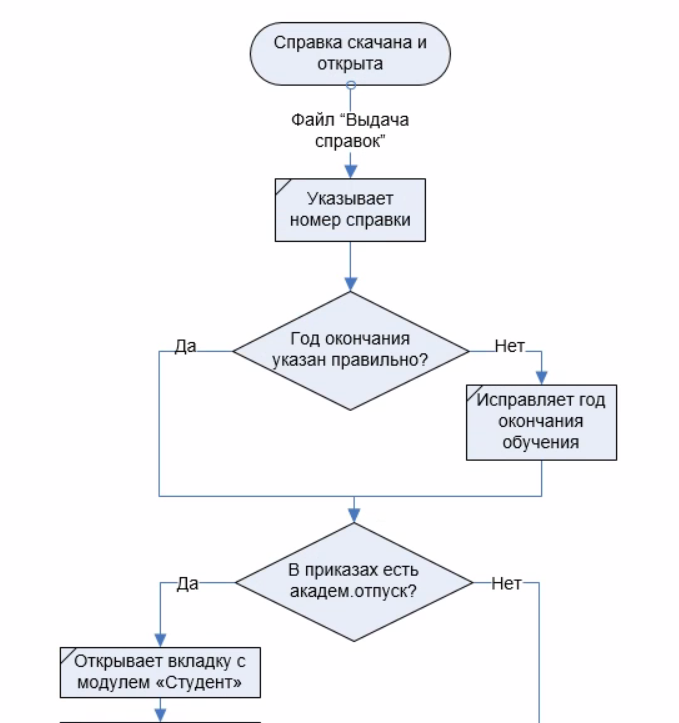 Справка скачана и
открыта
Файл “Выдача
справок”
Указывает
номер справки
Год окончания
указан правильно?
Да
Нет
Исправляет год
окончания
обучения
В приказах есть
академ.отпуск?
Да
Нет
Открывает вкладку с
модулем «Студент»